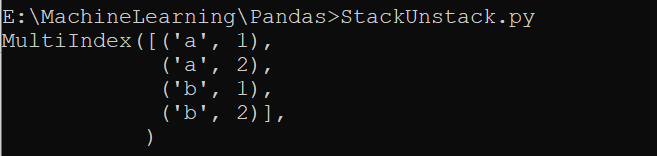 E:\MachineLearning\Pandas>StackUnstack.py
MultiIndex([('a', 1),
            ('a', 2),
            ('b', 1),
            ('b', 2)],
           )